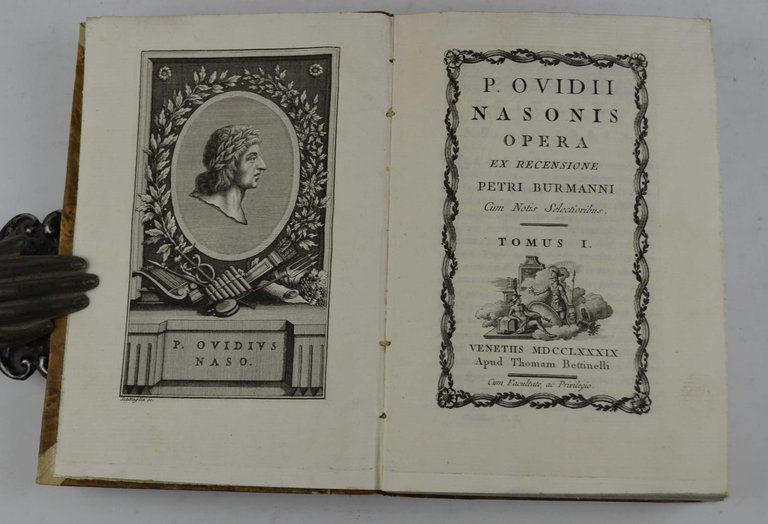 P. OVIDIVS
NASO.
P. OVIDII
NASONIS
OPERA
EX RECENSIONE
PETRI BURMANNI
Cum Notis Selectioribus.
TOMUS I.
VENETIIS MDCCLXXXIX
Apud Thomam Bettinelli
Cum Facultate, ac Privilegio.